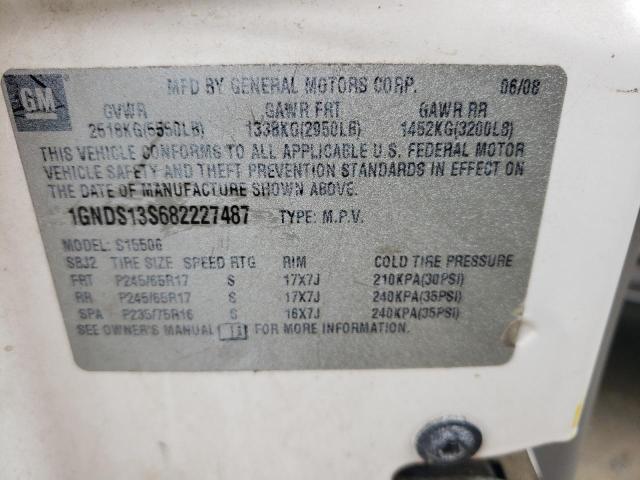 GM
MFD BY GENERAL MOTORS CORP. 06/08
GVWR GAWR FRT GAWR RR
2518KG(5550LB) 1338KG(2950LB) 1452KG(3200LB)
THIS VEHICLE CONFORMS TO ALL APPLICABLE U.S. FEDERAL MOTOR
VEHICLE SAFETY AND THEFT PREVENTION STANDARDS IN EFFECT ON
THE DATE OF MANUFACTURE SHOWN ABOVE.
1GNDS13S682227487 TYPE: M.P.V.
MODEL: S15506
SBJ2 TIRE SIZE SPEED RTG RIM COLD TIRE PRESSURE
FRT P245/65R17 S 17X7J 210KPA(30PSI)
RR P245/65R17 S 17X7J 240KPA(35PSI)
SPA P235/75R16 S 16X7J 240KPA(35PSI)
SEE OWNER'S MANUAL FOR MORE INFORMATION.